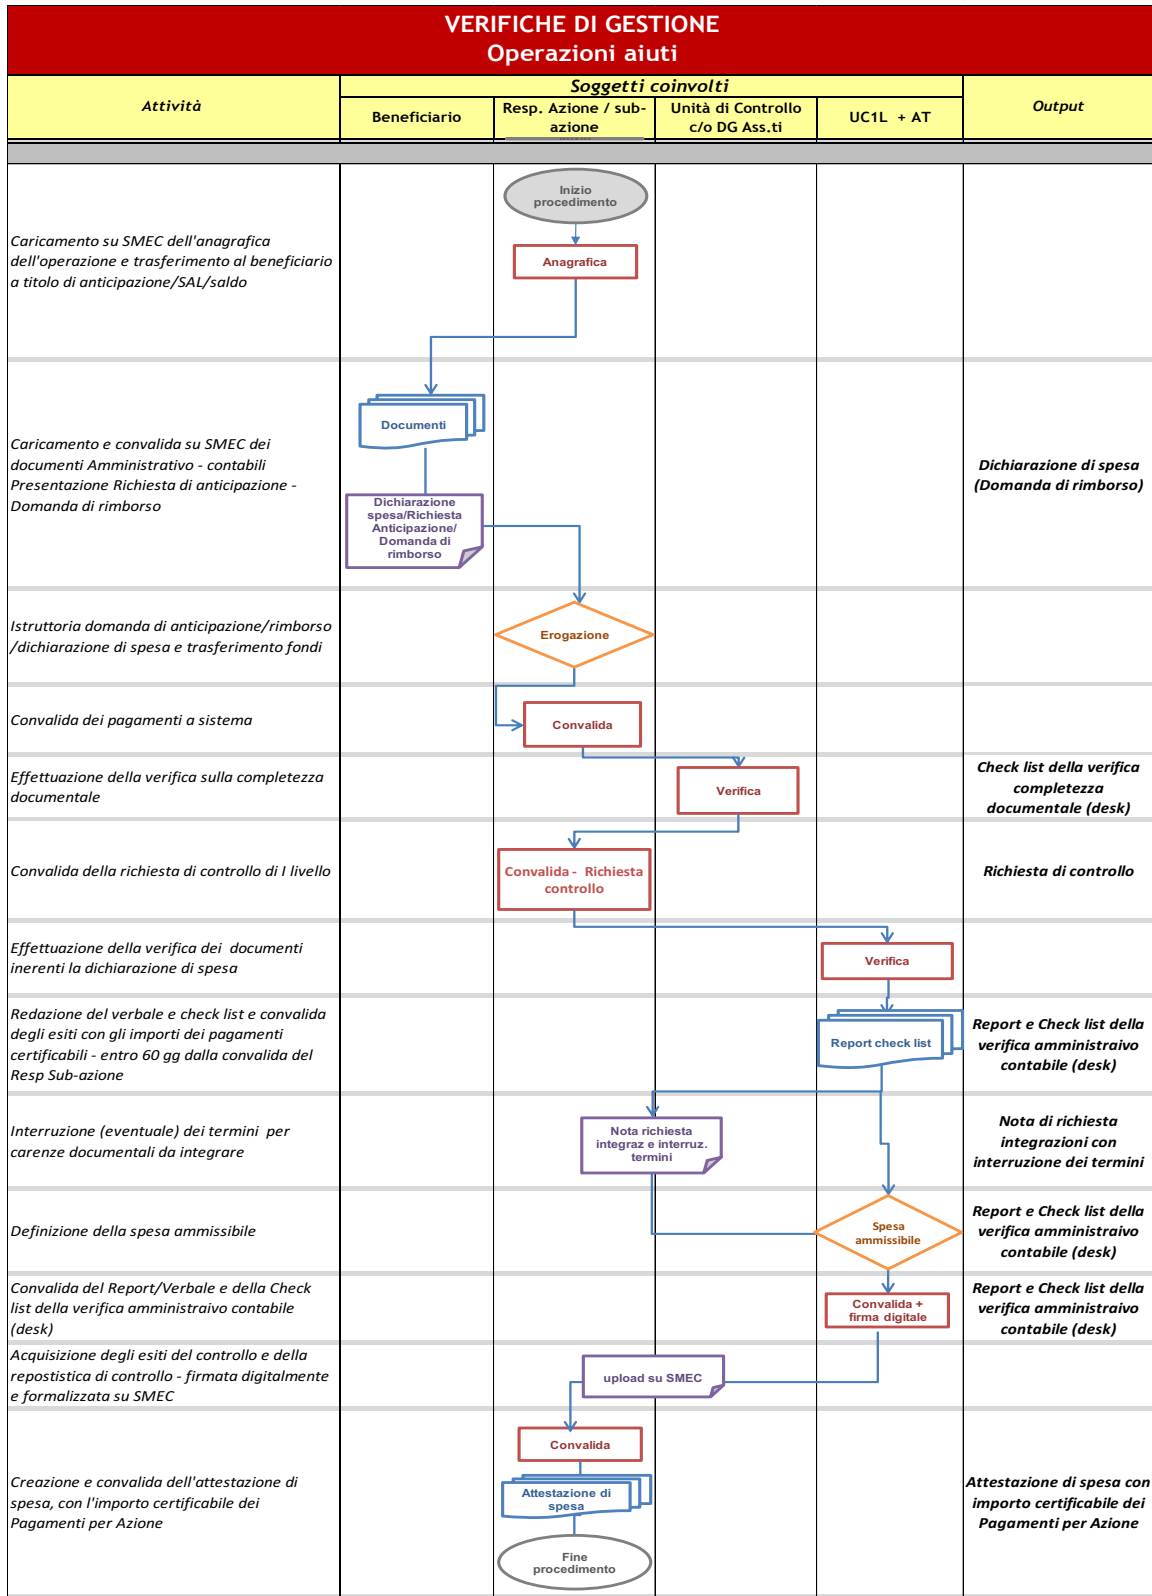 VERIFICHE DI GESTIONE
Operazioni aiuti
Attività
Soggetti coinvolti
Output
Beneficiario
Resp. Azione / sub-
azione
Unità di Controllo
c/o DG Ass.ti
UC1L + AT
Inizio
procedimento
Caricamento su SMEC dell'anagrafica
dell'operazione e trasferimento al beneficiario
a titolo di anticipazione/SAL/saldo
Anagrafica
Documenti
Caricamento e convalida su SMEC dei
documenti Amministrativo - contabili
Presentazione Richiesta di anticipazione -
Domanda di rimborso
Dichiarazione
spesa/Richiesta
Anticipazione/
Domanda di
rimborso
Dichiarazione di spesa
(Domanda di rimborso)
Istruttoria domanda di anticipazione/rimborso
/dichiarazione di spesa e trasferimento fondi
Erogazione
Convalida dei pagamenti a sistema
Convalida
Effettuazione della verifica sulla completezza
documentale
Verifica
Check list della verifica
completezza
documentale (desk)
Convalida della richiesta di controllo di I livello
Convalida - Richiesta
controllo
Richiesta di controllo
Effettuazione della verifica dei documenti
inerenti la dichiarazione di spesa
Verifica
Redazione del verbale e check list e convalida
degli esiti con gli importi dei pagamenti
certificabili - entro 60 gg dalla convalida del
Resp Sub-azione
Report check list
Report e Check list della
verifica amministraivo
contabile (desk)
Interruzione (eventuale) dei termini per
carenze documentali da integrare
Nota richiesta
integraz e interruz.
termini
Nota di richiesta
integrazioni con
interruzione dei termini
Definizione della spesa ammissibile
Spesa
ammissibile
Report e Check list della
verifica amministraivo
contabile (desk)
Convalida del Report/Verbale e della Check
list della verifica amministraivo contabile
(desk)
Convalida +
firma digitale
Report e Check list della
verifica amministraivo
contabile (desk)
Acquisizione degli esiti del controllo e della
repostistica di controllo - firmata digitalmente
e formalizzata su SMEC
upload su SMEC
Convalida
Creazione e convalida dell'attestazione di
spesa, con l'importo certificabile dei
Pagamenti per Azione
Attestazione di
spesa
Attestazione di spesa con
importo certificabile dei
Pagamenti per Azione
Fine
procedimento